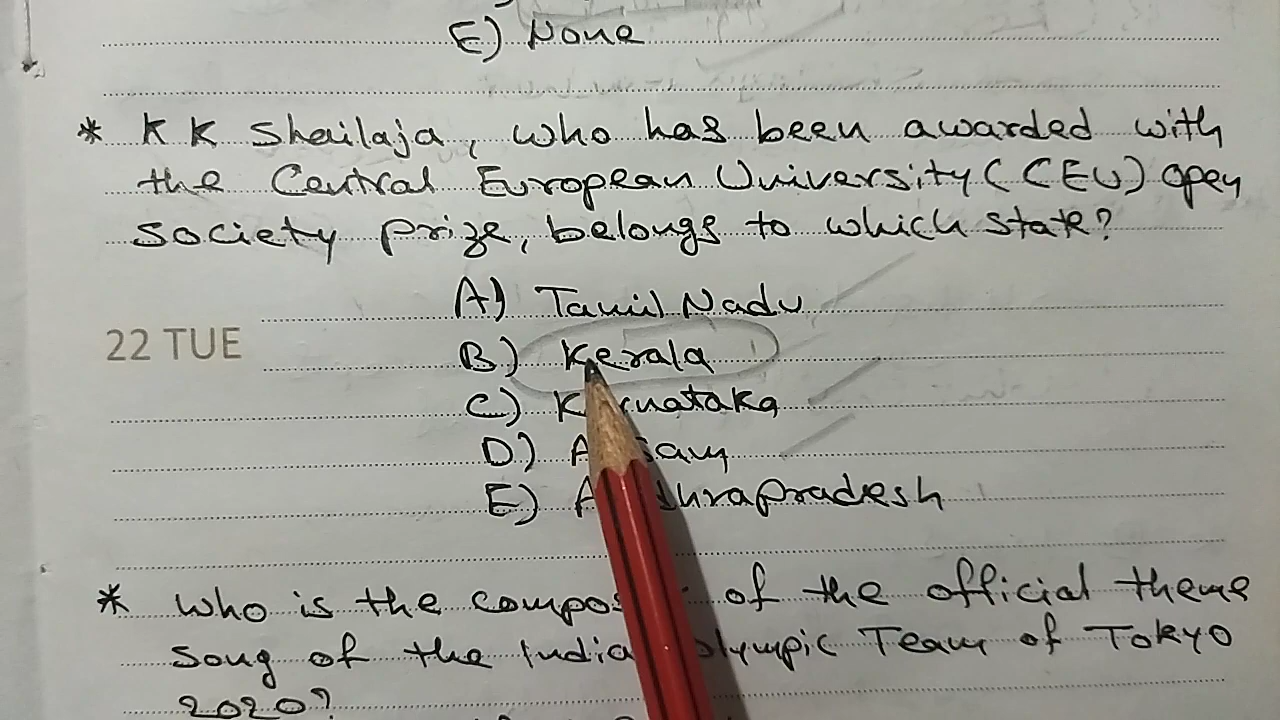 E) None
* K K Shailaja, who has been awarded with
the Central European University (CEU) open
society prize, belongs to which state?
A) Tamil Nadu
22 TUE
B.) Kerala
C) Karnataka
D.) Assam
E) Andhrapradesh
* Who is the composer of the official theme
song of the Indian Olympic Team of Tokyo
2020?